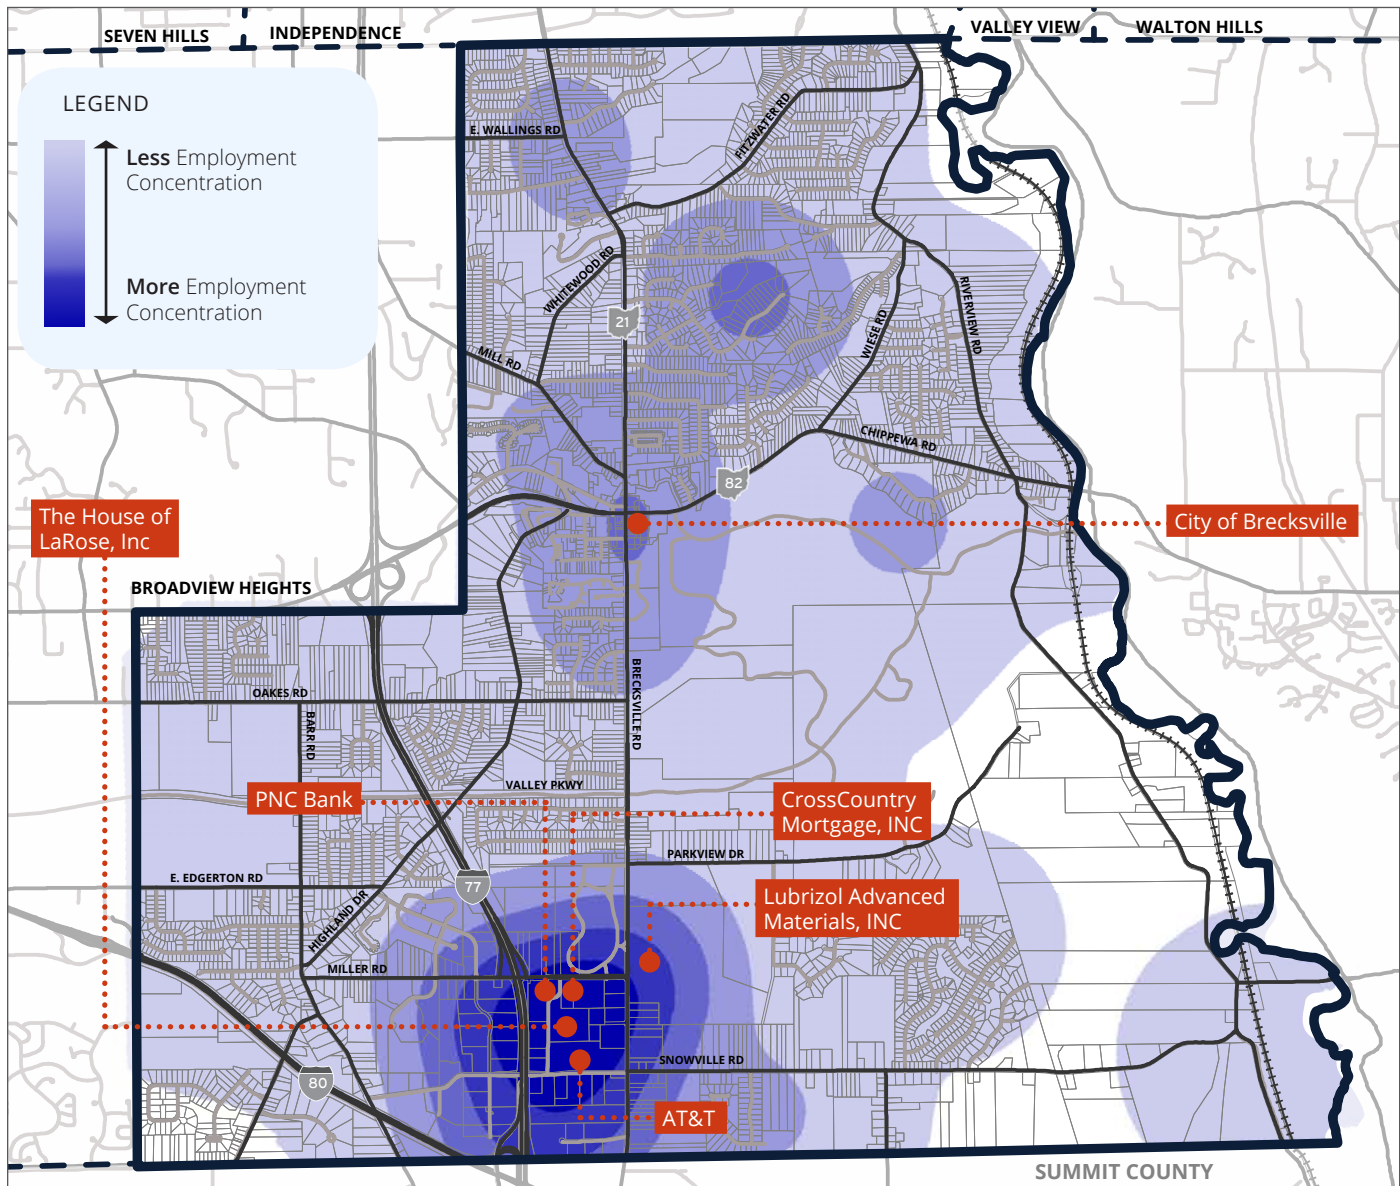 SEVEN HILLS
INDEPENDENCE
VALLEY VIEW
WALTON HILLS
LEGEND
Less Employment
Concentration
More Employment
Concentration
E. WALLINGS RD
FITZWATER RD
WHITEWOOD RD
21
MILL RD
WIESE RD
RIVERVIEW RD
CHIPPEWA RD
82
The House of
LaRose, Inc
City of Brecksville
BROADVIEW HEIGHTS
OAKES RD
BARR RD
BRECKSVILLE RD
VALLEY PKWY
PNC Bank
CrossCountry
Mortgage, INC
PARKVIEW DR
E. EDGERTON RD
77
HIGHLAND DR
Lubrizol Advanced
Materials, INC
MILLER RD
SNOWVILLE RD
80
AT&T
SUMMIT COUNTY